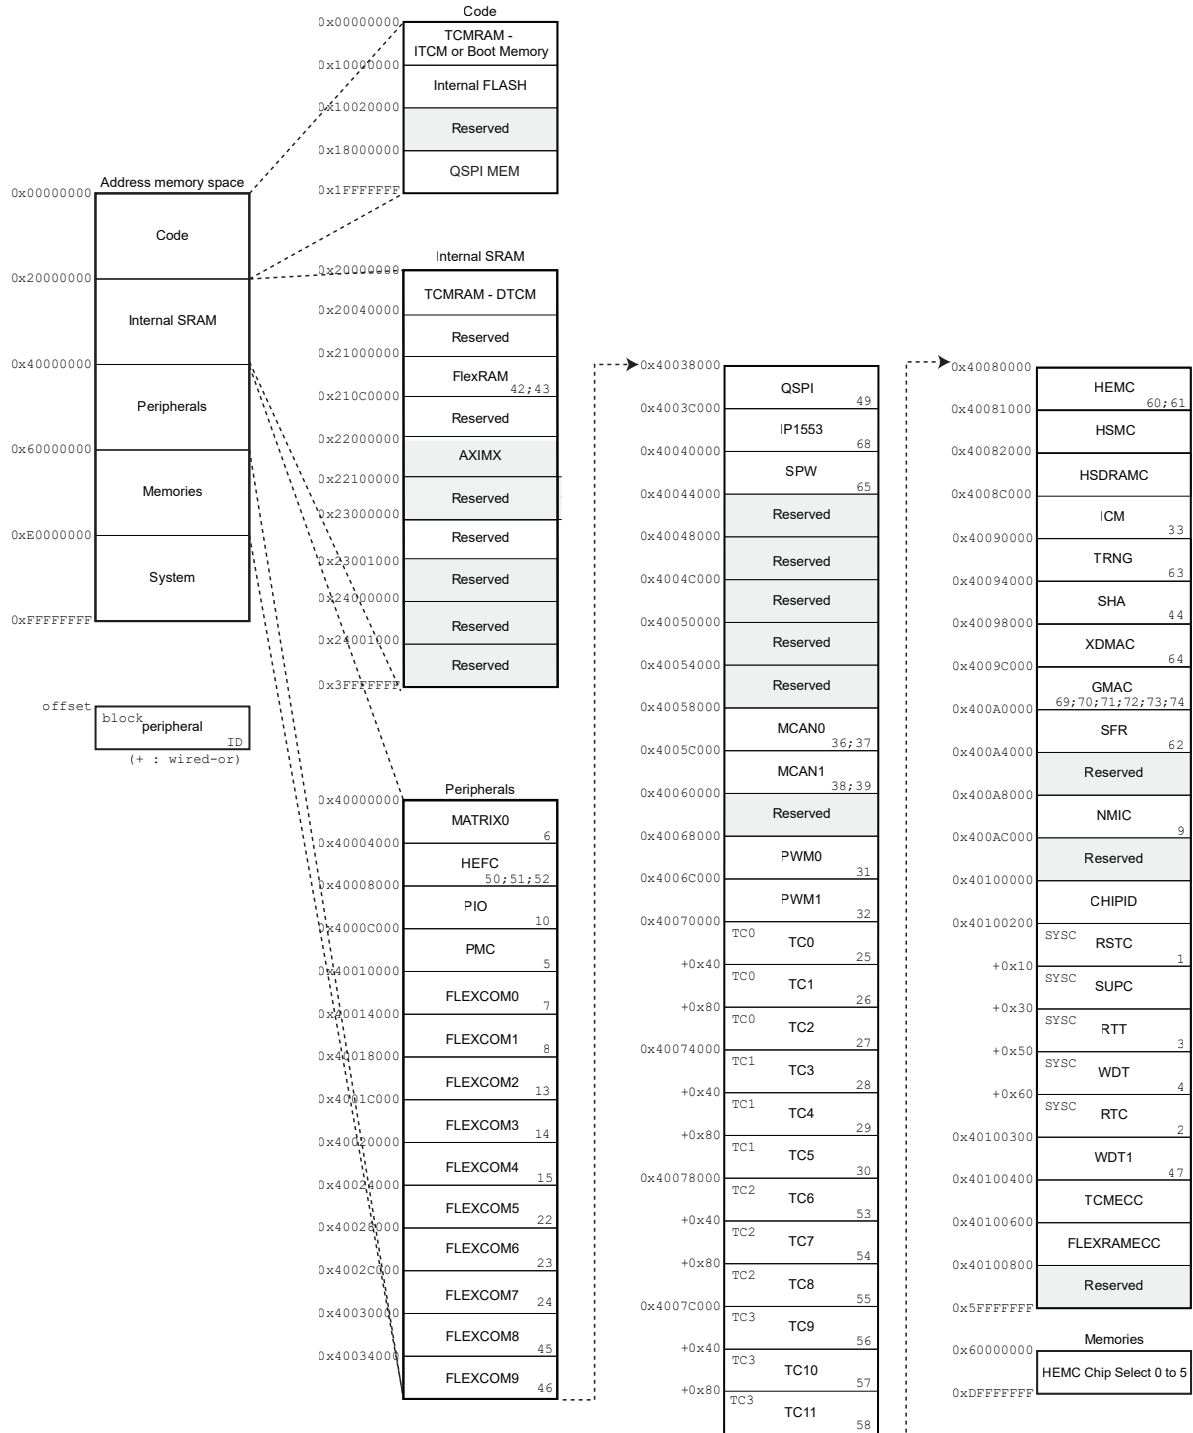 Code
0x00000000
TCMRAM -
ITCM or Boot Memory
0x10000000
Internal FLASH
0x10020000
Reserved
0x18000000
QSPI MEM
0x1FFFFFFF
Address memory space
0x00000000
Code
0x20000000
Internal SRAM
0x40000000
Peripherals
0x60000000
Memories
0xE0000000
System
0xFFFFFFFF
offset
block
peripheral
ID
(+ : wired-or)
Internal SRAM
0x20000000
TCMRAM - DTCM
0x20040000
Reserved
0x21000000
FlexRAM
42;43
0x210C0000
Reserved
0x22000000
AXIMX
0x22100000
Reserved
0x23000000
Reserved
0x23001000
Reserved
0x24000000
Reserved
0x24001000
Reserved
0x3FFFFFFF
Peripherals
0x40000000
MATRIX0
6
0x40004000
HEFC
50;51;52
0x40008000
PIO
10
0x4000C000
PMC
5
0x40010000
FLEXCOM0
7
0x40014000
FLEXCOM1
8
0x40018000
FLEXCOM2
13
0x4001C000
FLEXCOM3
14
0x40020000
FLEXCOM4
15
0x40024000
FLEXCOM5
22
0x40028000
FLEXCOM6
23
0x4002C000
FLEXCOM7
24
0x40030000
FLEXCOM8
45
0x40034000
FLEXCOM9
46
0x40038000
QSPI
49
0x4003C000
IP1553
68
0x40040000
SPW
65
0x40044000
Reserved
0x40048000
Reserved
0x4004C000
Reserved
0x40050000
Reserved
0x40054000
Reserved
0x40058000
MCAN0
36;37
0x4005C000
MCAN1
38;39
0x40060000
Reserved
0x40068000
PWM0
31
0x4006C000
PWM1
32
0x40070000
TC0
TC0
25
+0x40
TC0
TC1
26
+0x80
TC0
TC2
27
0x40074000
TC1
TC3
28
+0x40
TC1
TC4
29
+0x80
TC1
TC5
30
0x40078000
TC2
TC6
53
+0x40
TC2
TC7
54
+0x80
TC2
TC8
55
0x4007C000
TC3
TC9
56
+0x40
TC3
TC10
57
+0x80
TC3
TC11
58
0x40080000
HEMC
60;61
0x40081000
HSMC
0x40082000
HSDRAMC
0x4008C000
ICM
33
0x40090000
TRNG
63
0x40094000
SHA
44
0x40098000
XDMAC
64
0x4009C000
GMAC
69;70;71;72;73;74
0x400A0000
SFR
62
0x400A4000
Reserved
0x400A8000
NMIC
9
0x400AC000
Reserved
0x40100000
CHIPID
0x40100200
SYSC
RSTC
1
+0x10
SYSC
SUPC
+0x30
SYSC
RTT
3
+0x50
SYSC
WDT
4
+0x60
SYSC
RTC
2
0x40100300
WDT1
47
0x40100400
TCMECC
0x40100600
FLEXRAMECC
0x40100800
Reserved
0x5FFFFFFF
Memories
0x60000000
HEMC Chip Select 0 to 5
0xDFFFFFFF